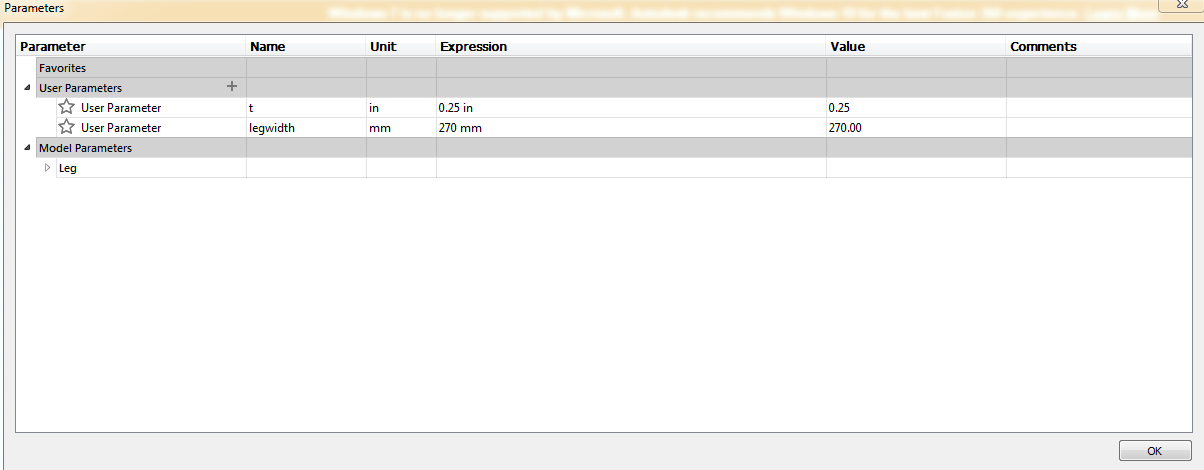 Parameters
Windows 7 is no longer supported by Microsoft. Autodesk recommends Windows 10 for the best Fusion 360 experience. Learn More
Parameter Name Unit Expression Value Comments
Favorites
User Parameters +
User Parameter t in 0.25 in 0.25
User Parameter legwidth mm 270 mm 270.00
Model Parameters
Leg
OK